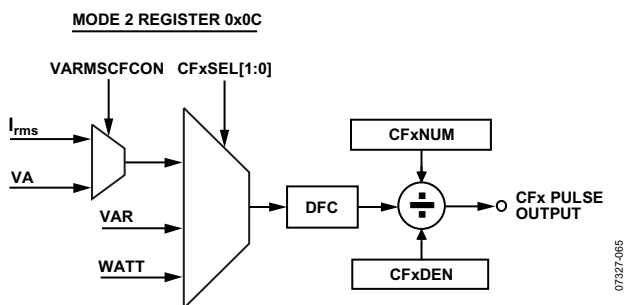 MODE 2 REGISTER 0x0C
VARMSCFCON
CFxSEL[1:0]
Irms
VA
VAR
WATT
DFC
CFxNUM
÷
CFxDEN
CFx PULSE
OUTPUT
07327-065